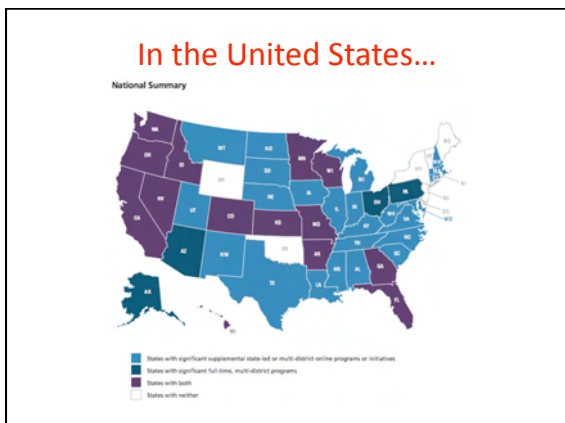 In the United States...
National Summary
WA
MT
ND
MN
WI
MI
OR
ID
SD
WY
NE
IA
NV
UT
CO
KS
MO
IL
IN
OH
PA
WV
VA
KY
CA
AZ
NM
OK
AR
TN
NC
SC
TX
LA
MS
AL
GA
FL
AK
HI
VT
ME
NY
States with significant supplemental state-led or multi-district online programs or initiatives
States with significant full-time, multi-district programs
States with both
States with neither